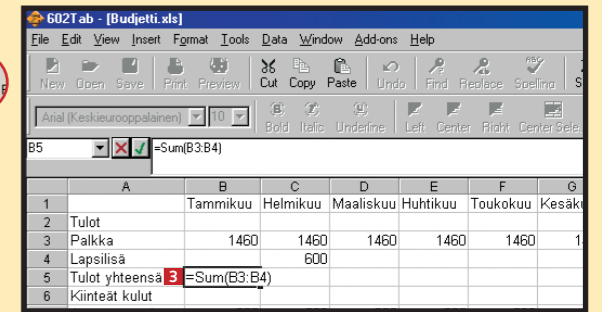 602Tab - [Budjetti.xls]
File Edit View Insert Format Tools Data Window Add-ons Help
New Open Save Print Preview Cut Copy Paste Undo Find Replace Spelling
Arial (Keskieurooppalainen) 10 Bold Italic Underline Left Center Right Center Sele
B5 =Sum(B3:B4)
A B C D E F G
1 Tammikuu Helmikuu Maaliskuu Huhtikuu Toukokuu Kesäk
2 Tulot
3 Palkka 1460 1460 1460 1460 1460
4 Lapsilisä 600
5 Tulot yhteensä 3 =Sum(B3:B4)
6 Kiinteät kulut